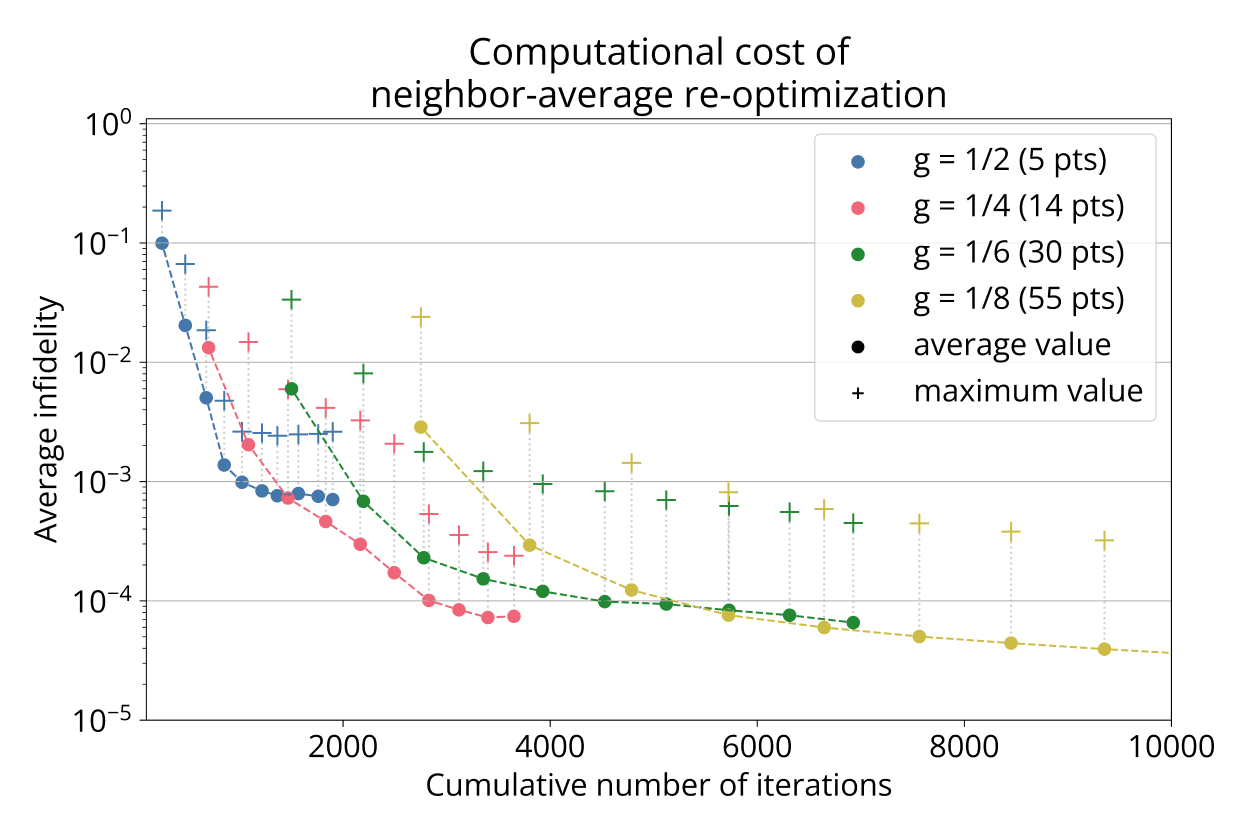 Computational cost of
neighbor-average re-optimization
Average infidelity
10⁰
10⁻¹
10⁻²
10⁻³
10⁻⁴
10⁻⁵
g = 1/2 (5 pts)
g = 1/4 (14 pts)
g = 1/6 (30 pts)
g = 1/8 (55 pts)
average value
maximum value
2000 4000 6000 8000 10000
Cumulative number of iterations